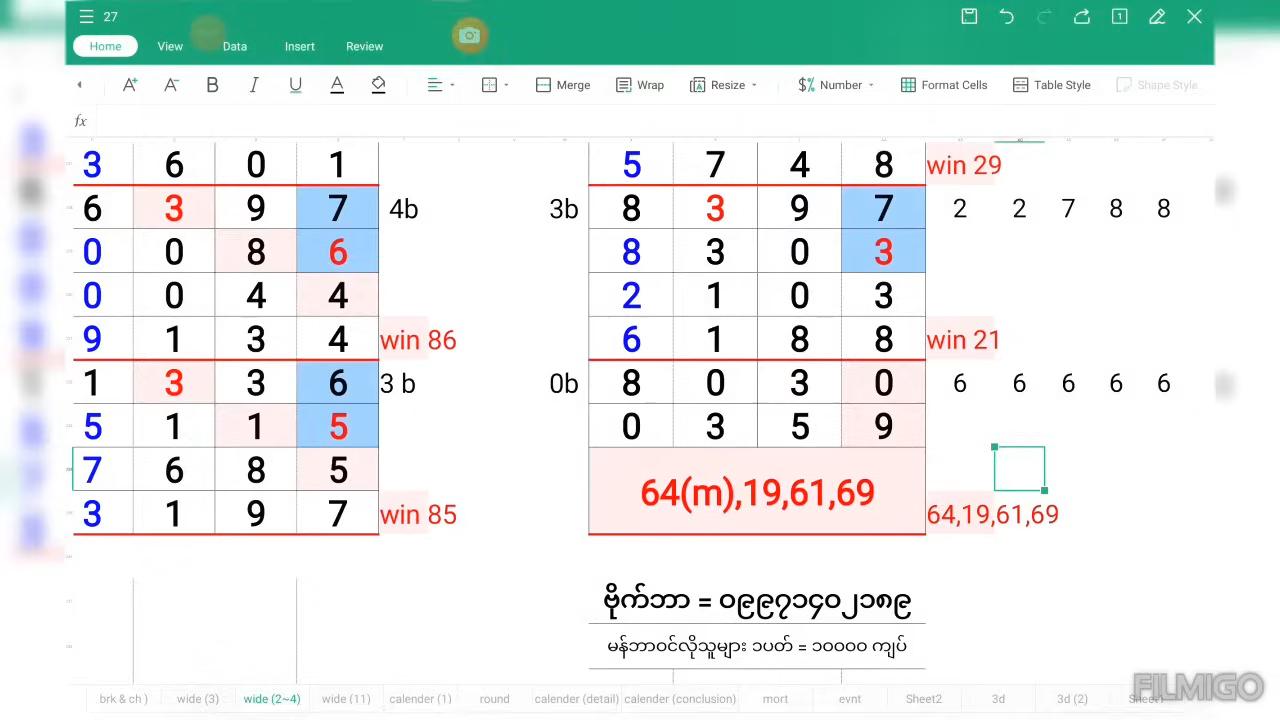 27
Home View Data Insert Review
A+ A- B I U A Merge Wrap Resize Number Format Cells Table Style Shape Style
fx
3 6 0 1 5 7 4 8 win 29
6 3 9 7 4b 3b 8 3 9 7 2 2 7 8 8
0 0 8 6 8 3 0 3
0 0 4 4 2 1 0 3
9 1 3 4 win 86 6 1 8 8 win 21
1 3 3 6 3 b 0b 8 0 3 0 6 6 6 6 6
5 1 1 5 0 3 5 9
7 6 8 5
64(m),19,61,69
3 1 9 7 win 85 64,19,61,69
ဗိုက်ဘာ = ၀၉၉၇၁၄၀၂၁၈၉
မန်ဘာဝင်လိုသူများ ၁ပတ် = ၁၀၀၀၀ ကျပ်
brk & ch ) wide (3) wide (2~4) wide (11) calender (1) round calender (detail) calender (conclusion) mort evnt Sheet2 3d 3d (2)
FILMIGO